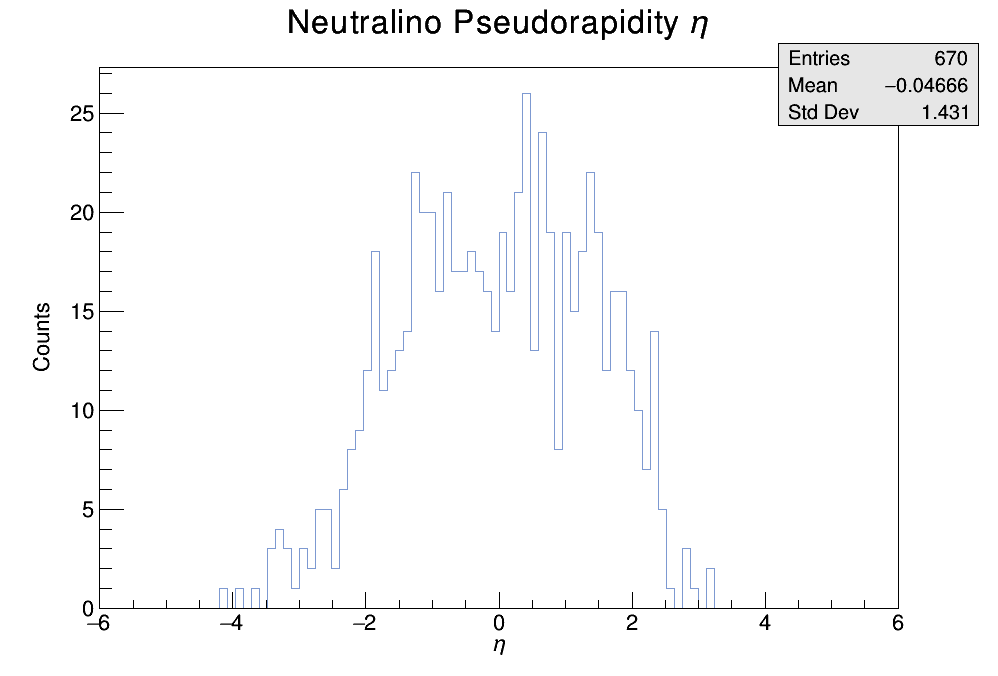 Neutralino Pseudorapidity η
Entries 670
Mean −0.04666
Std Dev 1.431
25
20
15
10
5
0
Counts
−6 −4 −2 0 2 4 6
η